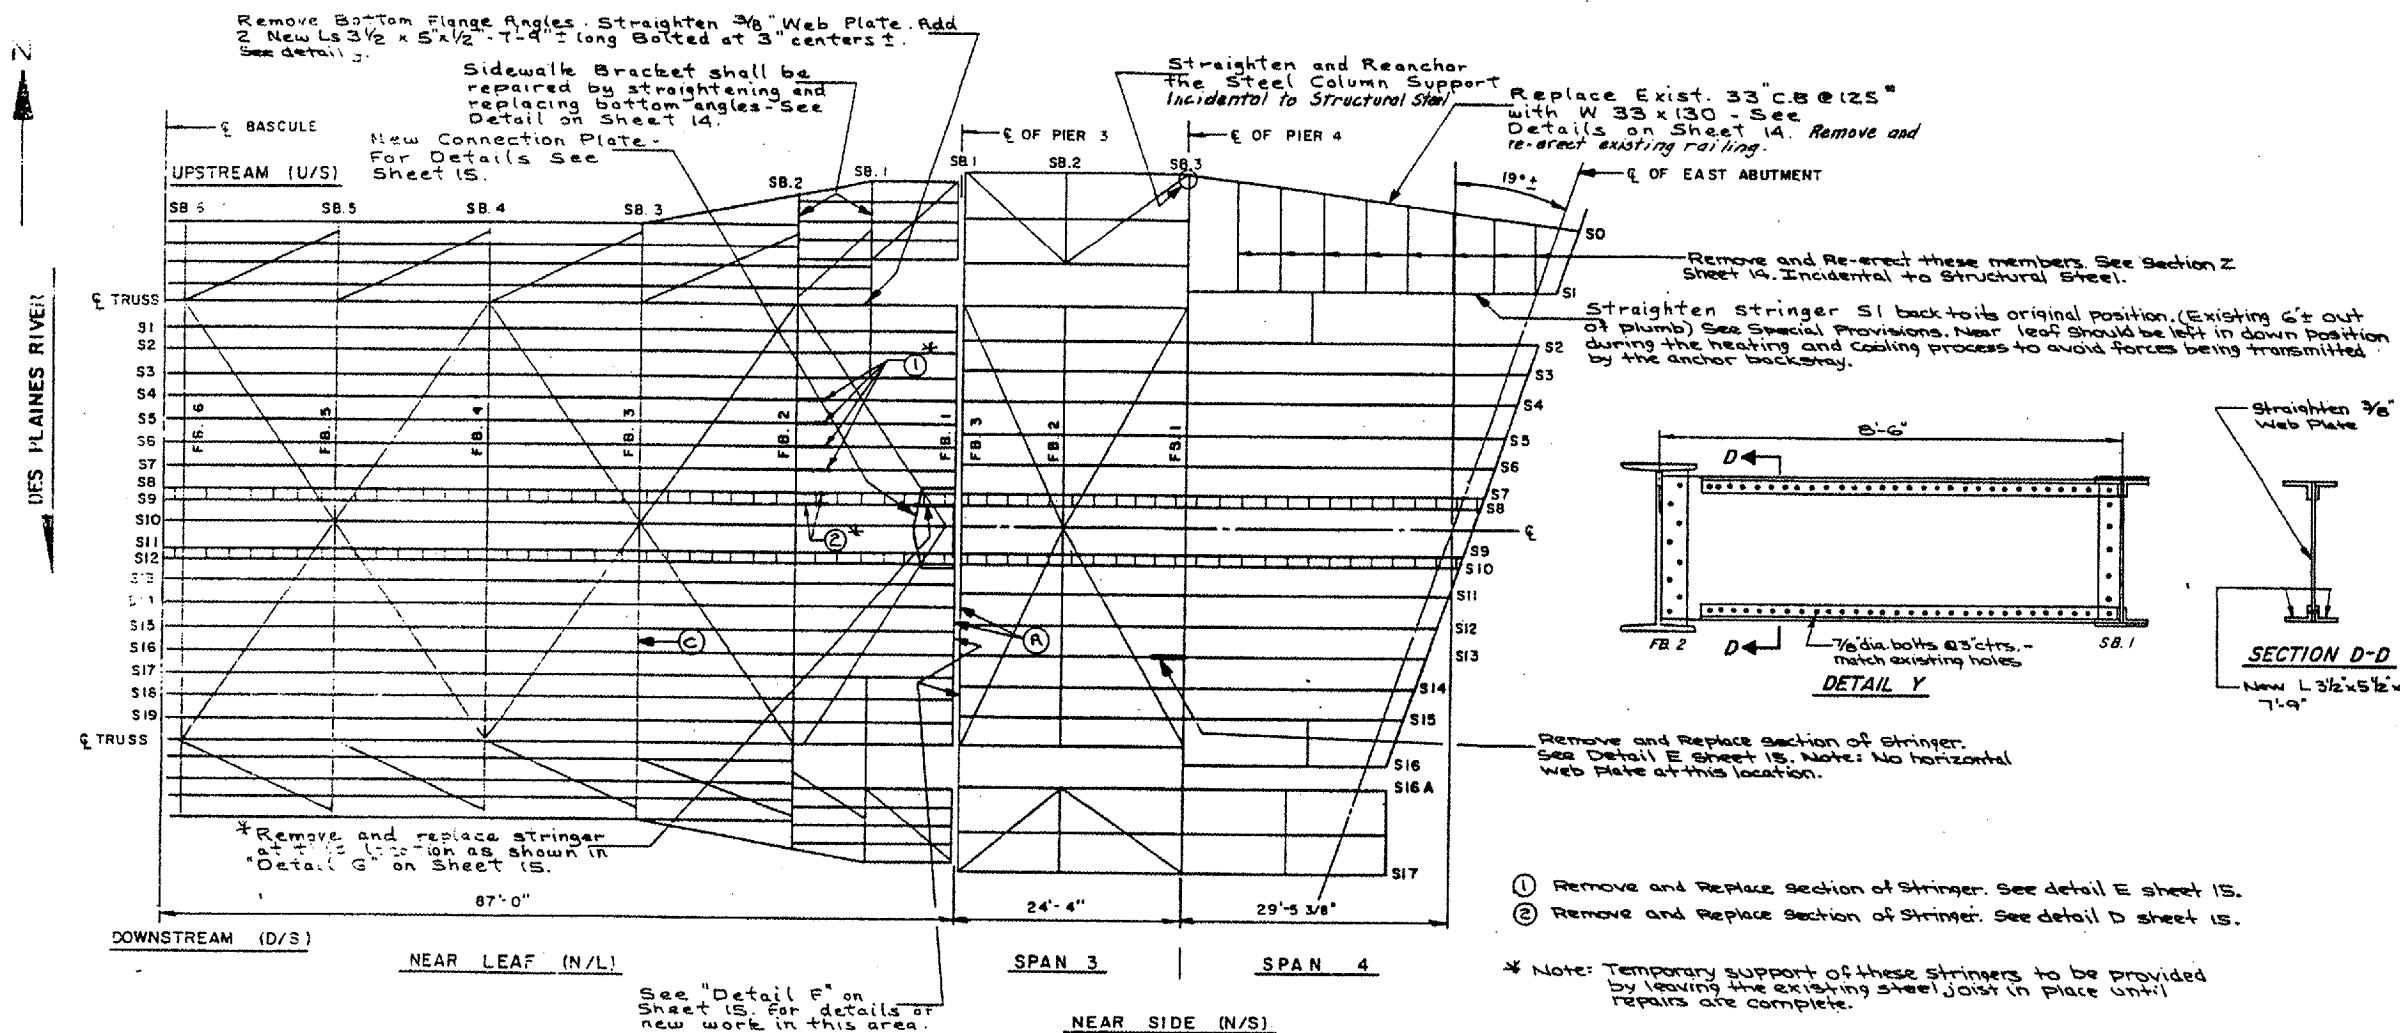 Remove Bottom Flange Angles. Straighten 3/8" Web Plate. Add
2 New Ls 3 1/2 x 5" x 1/2" - 7'-9" ± long Bolted at 3" centers ±.
See detail
Sidewalk Bracket shall be
repaired by straightening and
replacing bottom angles - See
Detail on Sheet 14.
New Connection Plate -
For Details See
Sheet 15.
Straighten and Reanchor
the Steel Column Support
Incidental to Structural Steel
Replace Exist. 33" C.B @ 125#
with W 33 x 130 - See
Details on Sheet 14. Remove and
re-erect existing railing.
N
DES PLAINES RIVER
℄ BASCULE
℄ OF PIER 3
℄ OF PIER 4
℄ OF EAST ABUTMENT
19° ±
UPSTREAM (U/S)
SB. 6
SB. 5
SB. 4
SB. 3
SB. 2
SB. 1
SB. 1
SB. 2
SB. 3
S0
S1
Remove and Re-erect these members. See Section Z
Sheet 14. Incidental to Structural Steel.
Straighten Stringer S1 back to its original position. (Existing 6"± out
of plumb) See Special Provisions. Near leaf should be left in down position
during the heating and cooling process to avoid forces being transmitted
by the anchor backstay.
℄ TRUSS
S1
S2
S3
S4
S5
S6
S7
S8
S9
S10
S11
S12
S15
S16
S17
S18
S19
℄ TRUSS
FB. 6
FB. 5
FB. 4
FB. 3
FB. 2
FB. 1
FB. 3
FB. 2
FB. 1
1 *
2 *
C
A
S2
S3
S4
S5
S6
S7
S8
℄
S9
S10
S11
S12
S13
S14
S15
S16
S16A
S17
8'-6"
D
D
FB. 2
SB. 1
7/8" dia. bolts @ 3" ctrs. -
match existing holes
DETAIL Y
Straighten 3/8"
Web Plate
SECTION D-D
New L 3 1/2" x 5 1/2" x
7'-9"
Remove and Replace section of Stringer.
See Detail E sheet 15. Note: No horizontal
Web Plate at this location.
* Remove and replace stringer
at location as shown in
"Detail G" on Sheet 15.
87'-0"
24'-4"
29'-5 3/8"
DOWNSTREAM (D/S)
NEAR LEAF (N/L)
SPAN 3
SPAN 4
See "Detail F" on
Sheet 15. for details of
new work in this area.
NEAR SIDE (N/S)
1 Remove and Replace section of Stringer. See detail E sheet 15.
2 Remove and Replace section of Stringer. See detail D sheet 15.
* Note: Temporary support of these stringers to be provided
by leaving the existing steel joist in place until
repairs are complete.